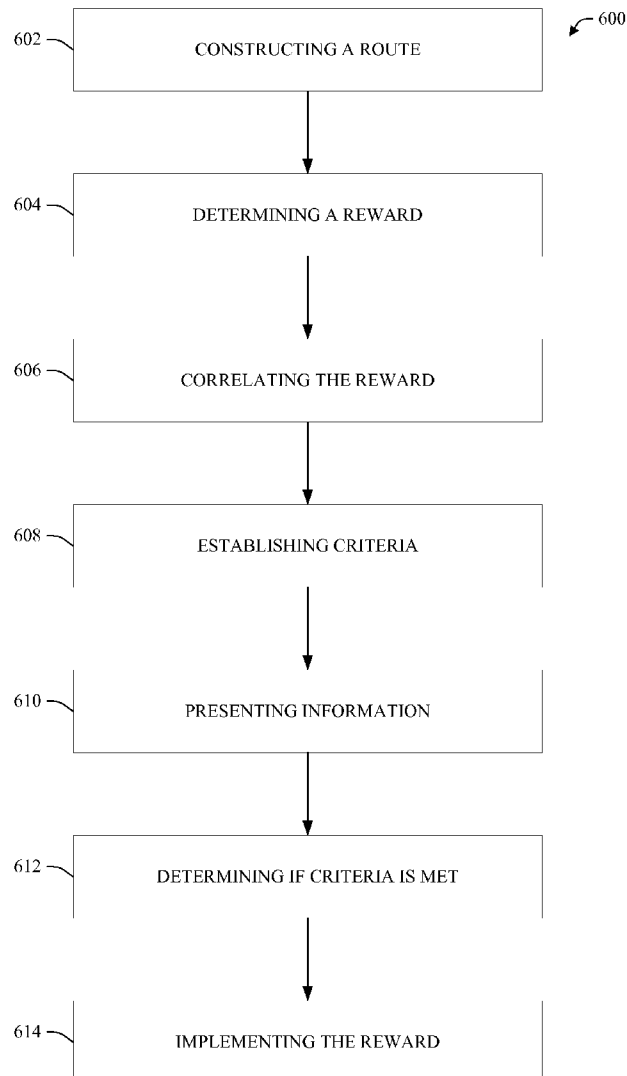 600
602
CONSTRUCTING A ROUTE
604
DETERMINING A REWARD
606
CORRELATING THE REWARD
608
ESTABLISHING CRITERIA
610
PRESENTING INFORMATION
612
DETERMINING IF CRITERIA IS MET
614
IMPLEMENTING THE REWARD